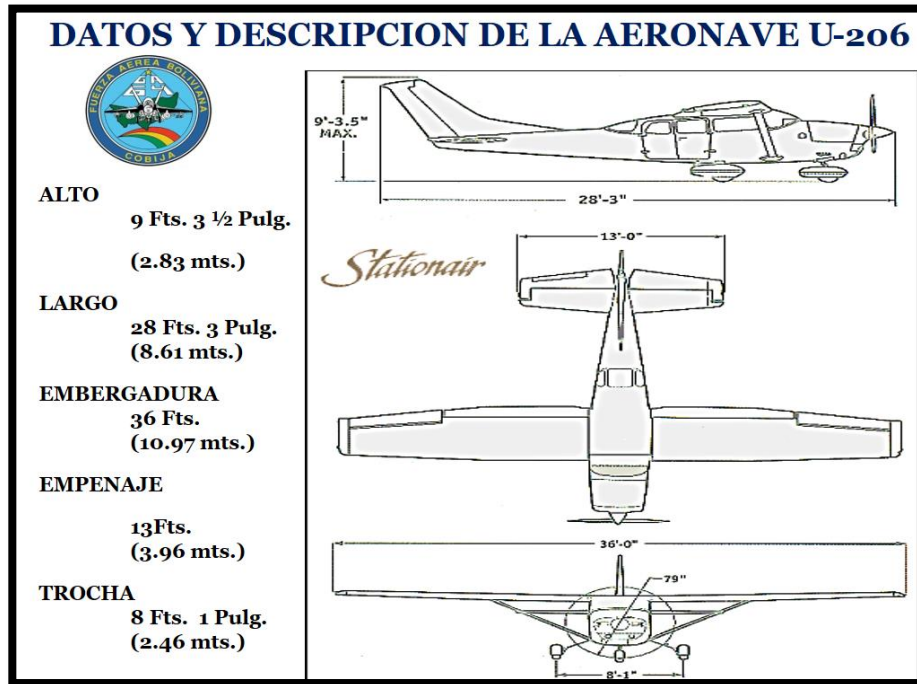 DATOS Y DESCRIPCION DE LA AERONAVE U-206
FUERZA AEREA BOLIVIANA
COBIJA
ALTO
9 Fts. 3 ½ Pulg.
(2.83 mts.)
LARGO
28 Fts. 3 Pulg.
(8.61 mts.)
EMBERGADURA
36 Fts.
(10.97 mts.)
EMPENAJE
13Fts.
(3.96 mts.)
TROCHA
8 Fts. 1 Pulg.
(2.46 mts.)
9'-3.5"
MAX.
28'-3"
Stationair
13'-0"
36'-0"
79"
8'-1"